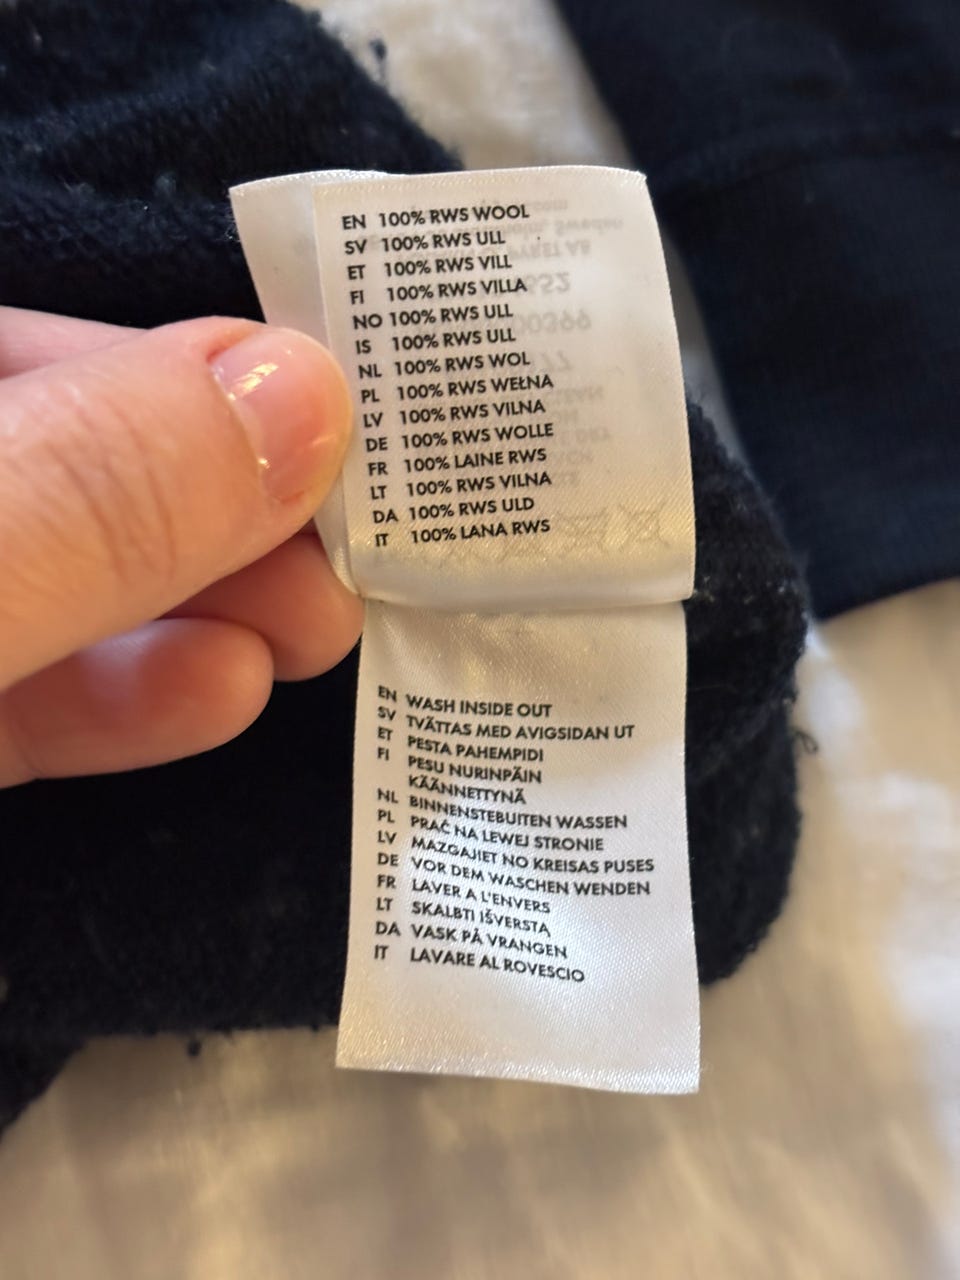 EN 100% RWS WOOL
SV 100% RWS ULL
ET 100% RWS VILL
FI 100% RWS VILLA
NO 100% RWS ULL
IS 100% RWS ULL
NL 100% RWS WOL
PL 100% RWS WEŁNA
LV 100% RWS VILNA
DE 100% RWS WOLLE
FR 100% LAINE RWS
LT 100% RWS VILNA
DA 100% RWS ULD
IT 100% LANA RWS
EN WASH INSIDE OUT
SV TVÄTTAS MED AVIGSIDAN UT
ET PESTA PAHEMPIDI
FI PESU NURINPÄIN
KÄÄNNETTYNÄ
NL BINNENSTEBUITEN WASSEN
PL PRAĆ NA LEWEJ STRONIE
LV MAZGAJIET NO KREISAS PUSES
DE VOR DEM WASCHEN WENDEN
FR LAVER A L'ENVERS
LT SKALBTI IŠVERSTĄ
DA VASK PÅ VRANGEN
IT LAVARE AL ROVESCIO